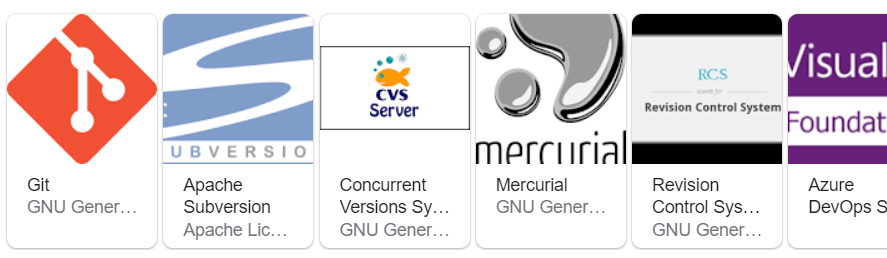 UBVERSIO
CVS
Server
mercurial
RCS
stands for
Revision Control System
Visual
Foundat
Git
GNU Gener...
Apache
Subversion
Apache Lic...
Concurrent
Versions Sy...
GNU Gener...
Mercurial
GNU Gener...
Revision
Control Sys...
GNU Gener...
Azure
DevOps S